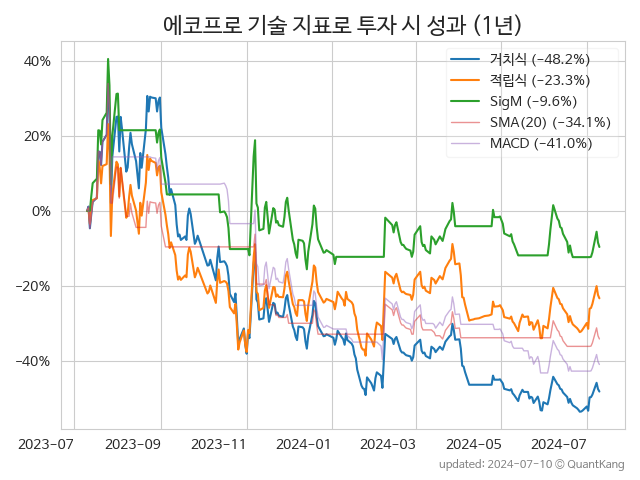 에코프로 기술 지표로 투자 시 성과 (1년)
거치식 (−48.2%)
적립식 (−23.3%)
SigM (−9.6%)
SMA(20) (−34.1%)
MACD (−41.0%)
40%
20%
0%
−20%
−40%
2023-07 2023-09 2023-11 2024-01 2024-03 2024-05 2024-07
updated: 2024-07-10 © QuantKang